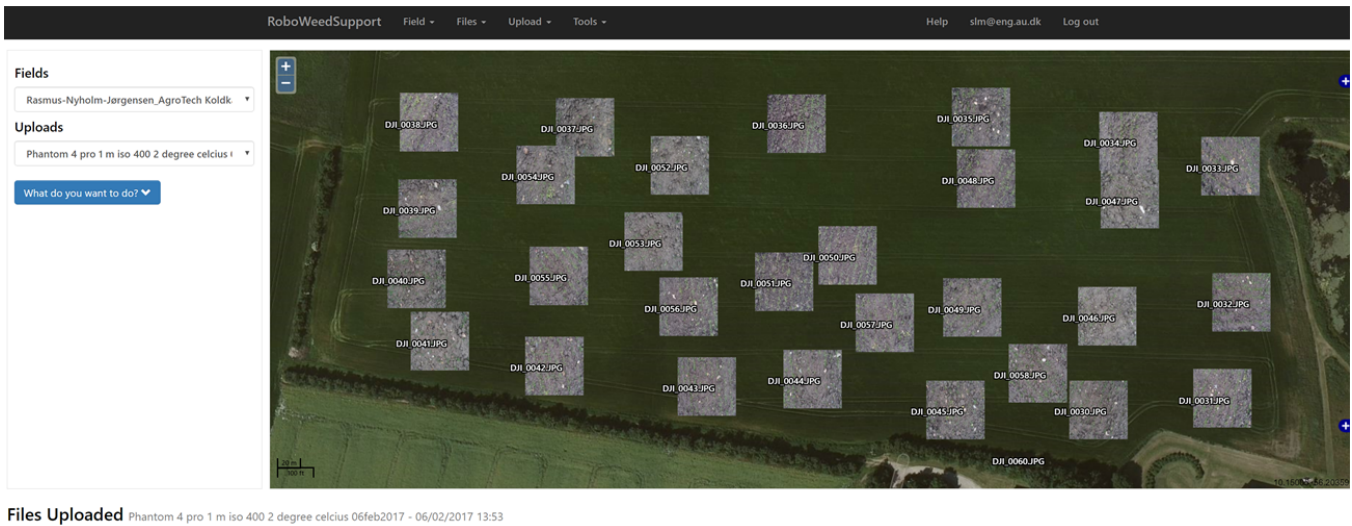 RoboWeedSupport Field Files Upload Tools Help slm@eng.au.dk Log out
Fields
Rasmus-Nyholm-Jørgensen_AgroTech Koldk
Uploads
Phantom 4 pro 1 m iso 400 2 degree celcius
What do you want to do?
+
−
DJI_0038.JPG
DJI_0037.JPG
DJI_0036.JPG
DJI_0035.JPG
DJI_0034.JPG
DJI_0033.JPG
DJI_0054.JPG
DJI_0052.JPG
DJI_0048.JPG
DJI_0047.JPG
DJI_0039.JPG
DJI_0053.JPG
DJI_0050.JPG
DJI_0040.JPG
DJI_0055.JPG
DJI_0051.JPG
DJI_0056.JPG
DJI_0057.JPG
DJI_0049.JPG
DJI_0046.JPG
DJI_0032.JPG
DJI_0041.JPG
DJI_0042.JPG
DJI_0043.JPG
DJI_0044.JPG
DJI_0058.JPG
DJI_0045.JPG
DJI_0030.JPG
DJI_0031.JPG
DJI_0060.JPG
20 m
100 ft
Files Uploaded Phantom 4 pro 1 m iso 400 2 degree celcius 06feb2017 - 06/02/2017 13:53